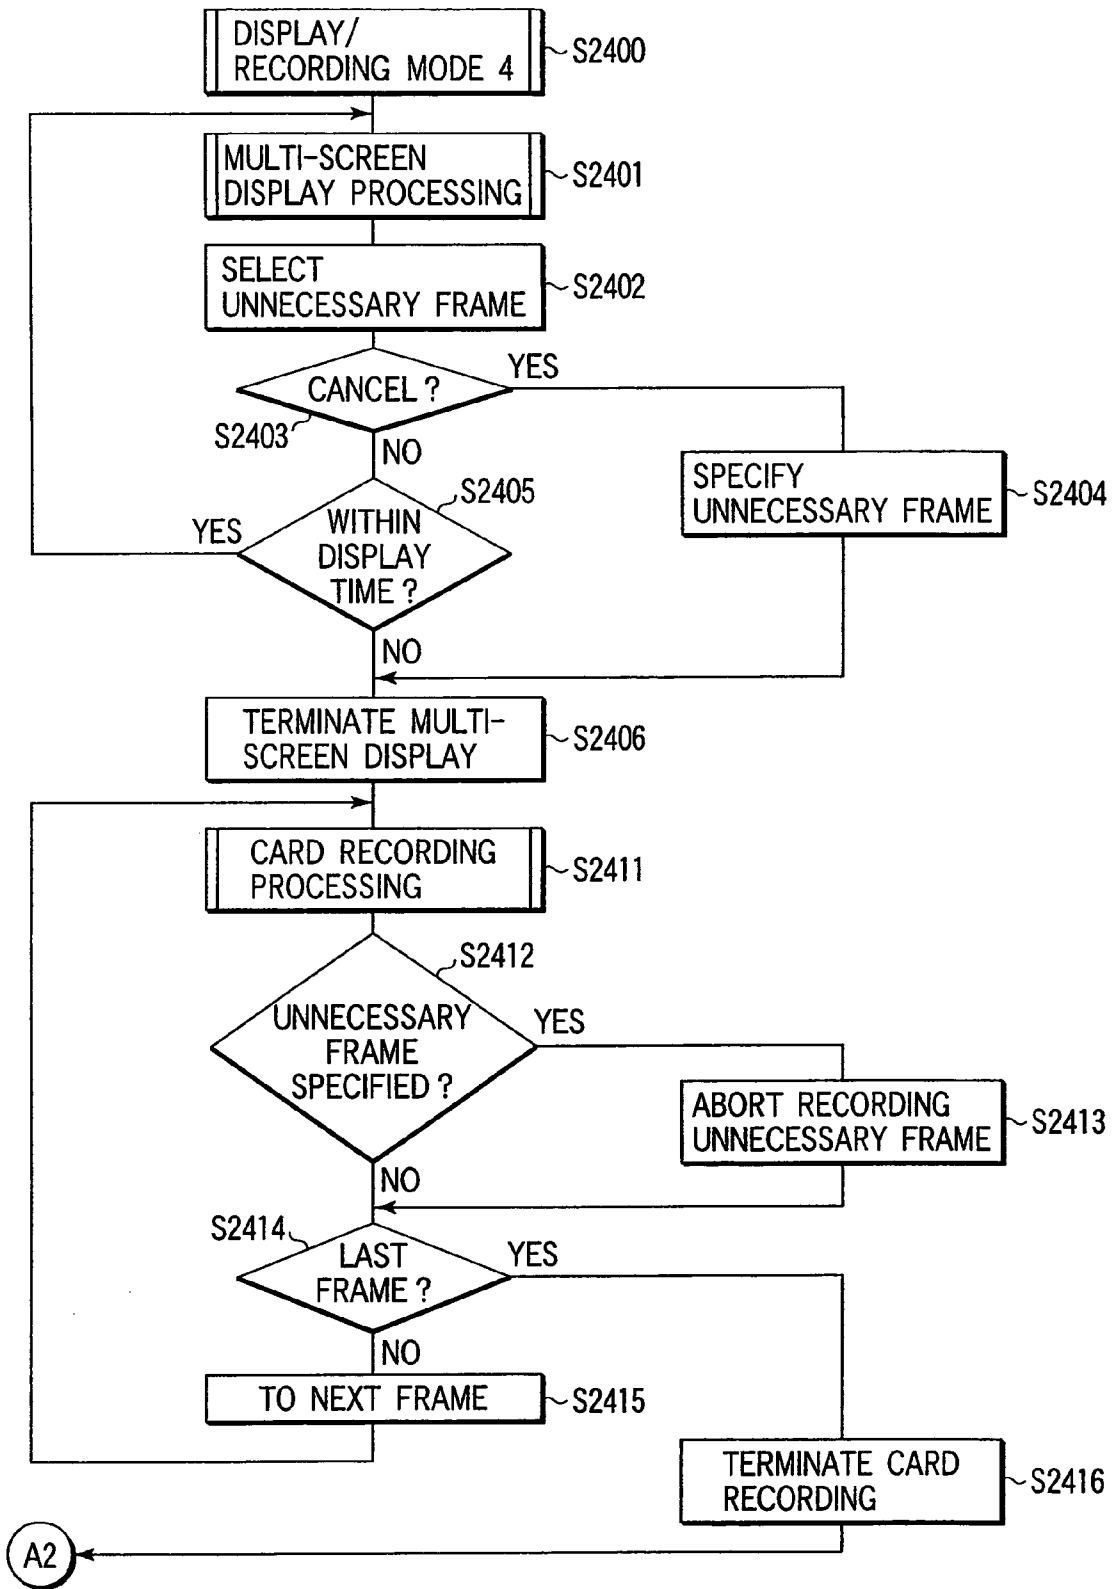 DISPLAY/
RECORDING MODE 4
S2400
MULTI-SCREEN
DISPLAY PROCESSING
S2401
SELECT
UNNECESSARY FRAME
S2402
CANCEL ?
YES
S2403
NO
SPECIFY
UNNECESSARY FRAME
S2404
S2405
YES
WITHIN
DISPLAY
TIME ?
NO
TERMINATE MULTI-
SCREEN DISPLAY
S2406
CARD RECORDING
PROCESSING
S2411
S2412
UNNECESSARY
FRAME
SPECIFIED ?
YES
ABORT RECORDING
UNNECESSARY FRAME
S2413
NO
S2414
LAST
FRAME ?
YES
NO
TO NEXT FRAME
S2415
TERMINATE CARD
RECORDING
S2416
A2